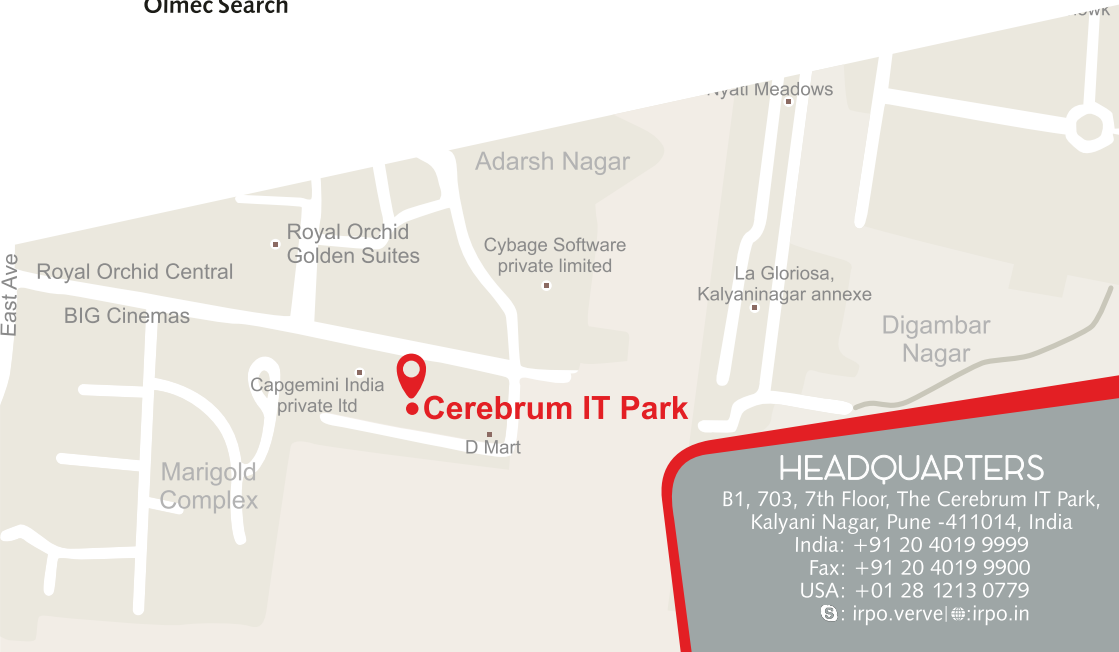 Olmec Search
Nyati Meadows
Adarsh Nagar
Royal Orchid
Golden Suites
Cybage Software
private limited
East Ave
Royal Orchid Central
La Gloriosa,
Kalyaninagar annexe
BIG Cinemas
Digambar
Nagar
Capgemini India
private ltd
Cerebrum IT Park
D Mart
Marigold
Complex
HEADQUARTERS
B1, 703, 7th Floor, The Cerebrum IT Park,
Kalyani Nagar, Pune -411014, India
India: +91 20 4019 9999
Fax: +91 20 4019 9900
USA: +01 28 1213 0779
: irpo.verve| :irpo.in